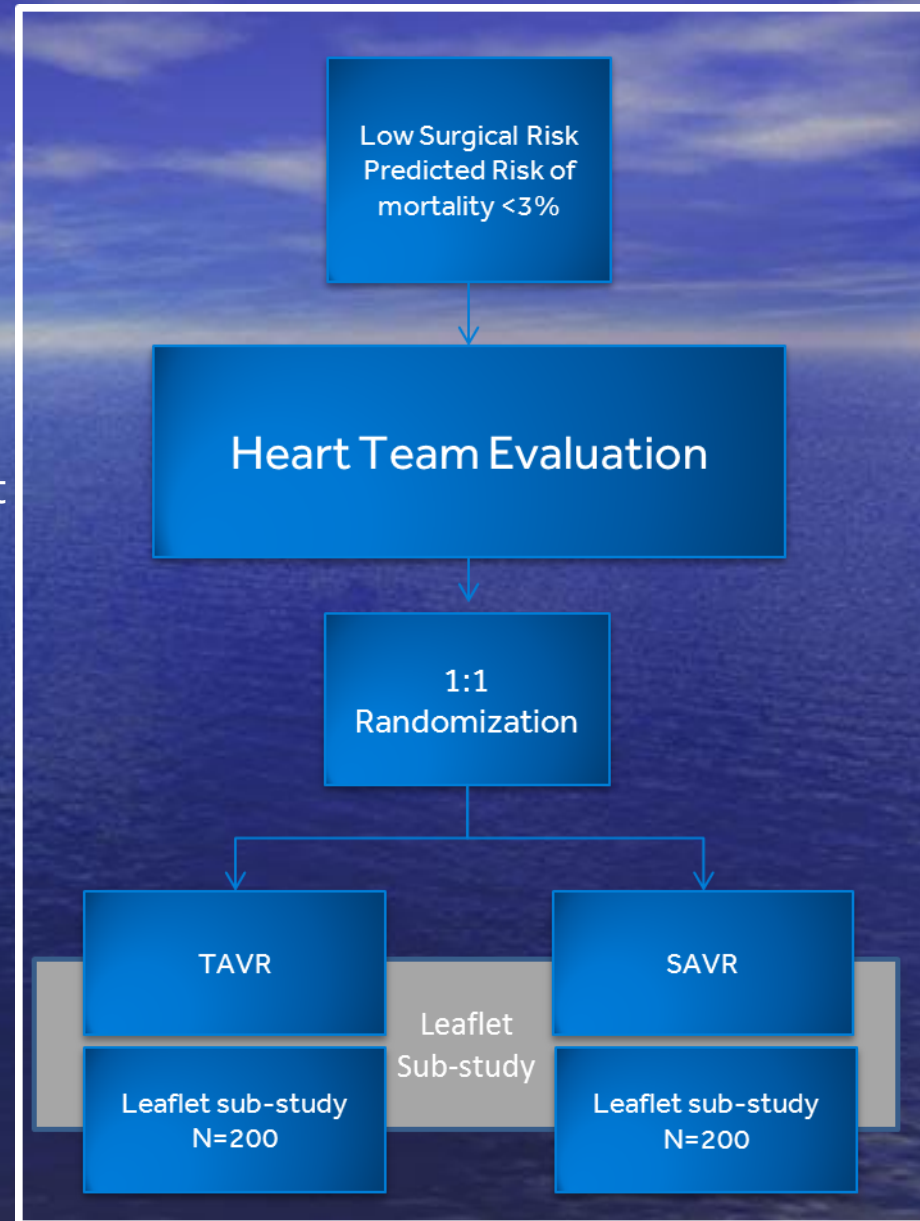 Low Surgical Risk
Predicted Risk of
mortality <3%
Heart Team Evaluation
t
1:1
Randomization
TAVR
SAVR
Leaflet
Sub-study
Leaflet sub-study
N=200
Leaflet sub-study
N=200